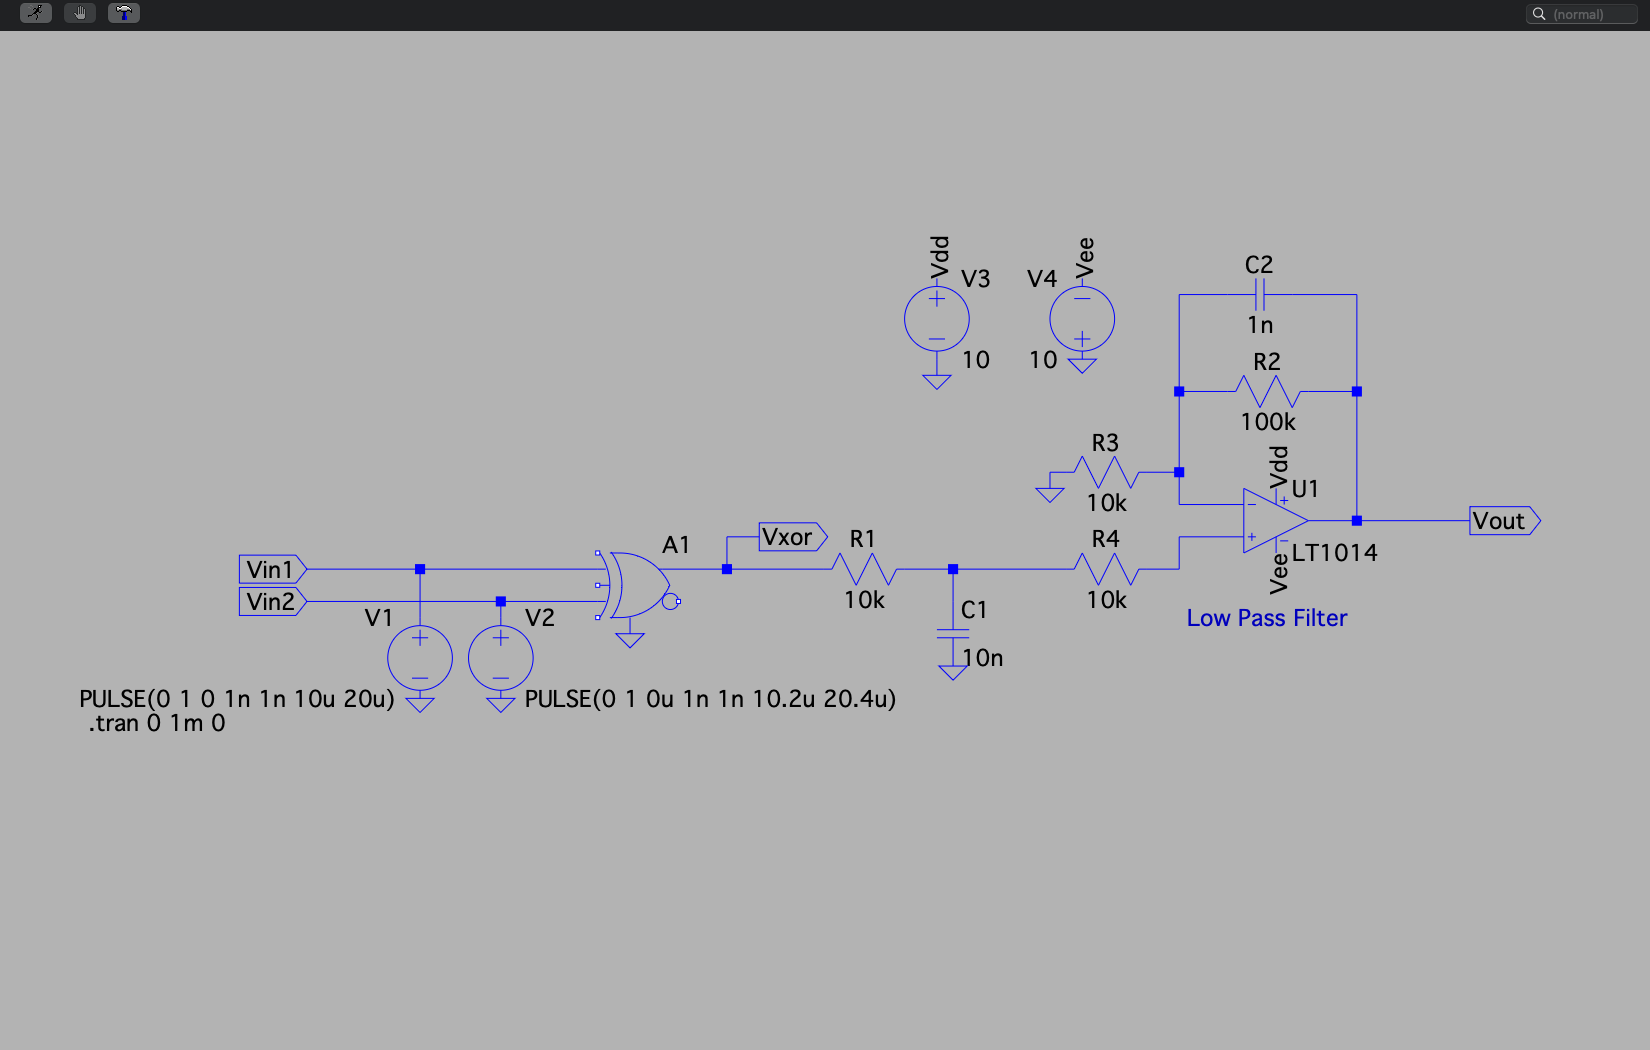 (normal)
Vdd
V3
10
Vee
V4
10
C2
1n
R2
100k
R3
10k
Vdd
U1
LT1014
Vee
Vout
Low Pass Filter
Vin1
Vin2
A1
Vxor
R1
10k
R4
10k
C1
10n
V1
V2
PULSE(0 1 0 1n 1n 10u 20u)
PULSE(0 1 0u 1n 1n 10.2u 20.4u)
.tran 0 1m 0